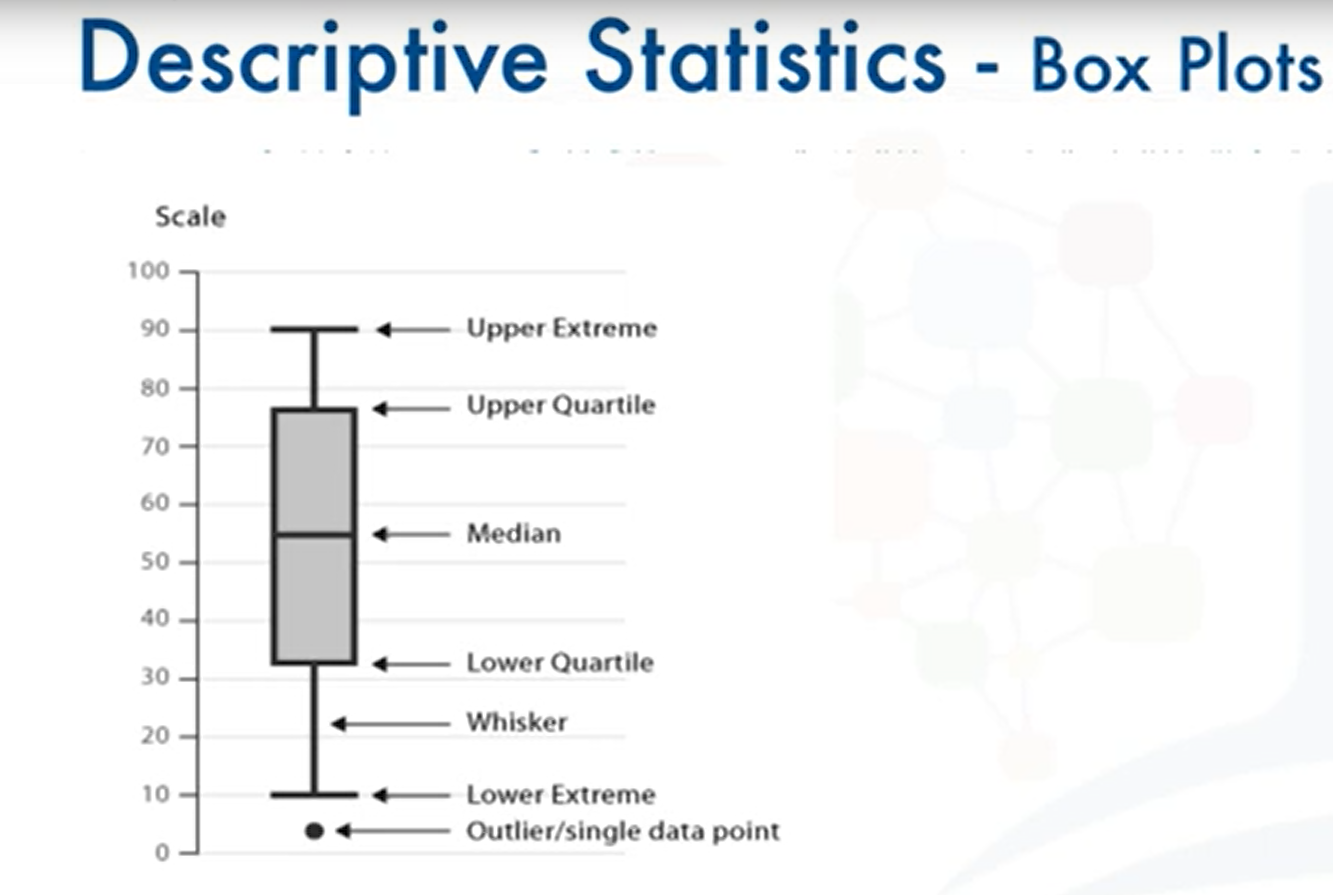 Descriptive Statistics - Box Plots
Scale
100
90
Upper Extreme
80
Upper Quartile
70
60
Median
50
40
Lower Quartile
30
Whisker
20
10
Lower Extreme
Outlier/single data point
0